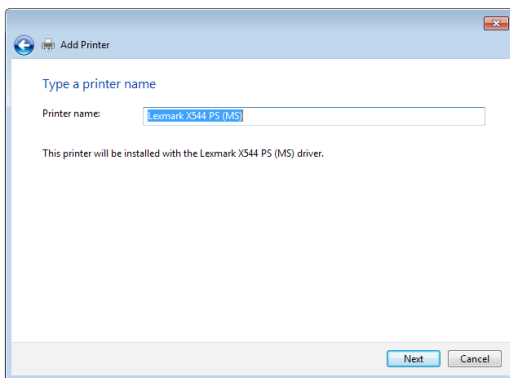 Add Printer
Type a printer name
Printer name: Lexmark X544 PS (MS)
This printer will be installed with the Lexmark X544 PS (MS) driver.
Next Cancel